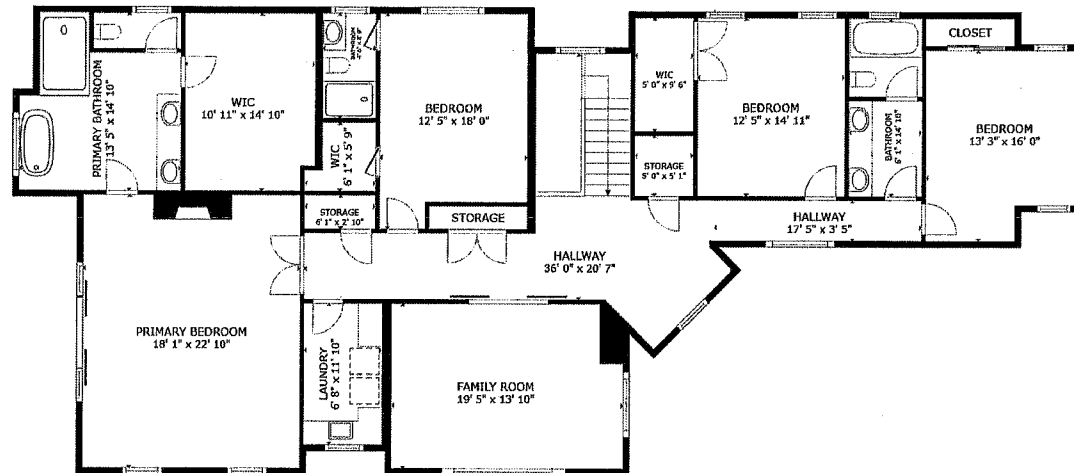 PRIMARY BATHROOM
13' 5" x 14' 10"
WIC
10' 11" x 14' 10"
BATHROOM
WIC
6' 1" x 5' 9"
BEDROOM
12' 5" x 18' 0"
STORAGE
6' 1" x 2' 10"
STORAGE
WIC
5' 0" x 9' 6"
STORAGE
5' 0" x 5' 1"
BEDROOM
12' 5" x 14' 11"
BATHROOM
6' 1" x 14' 10"
CLOSET
BEDROOM
13' 3" x 16' 0"
HALLWAY
17' 5" x 3' 5"
HALLWAY
36' 0" x 20' 7"
PRIMARY BEDROOM
18' 1" x 22' 10"
LAUNDRY
6' 8" x 11' 10"
FAMILY ROOM
19' 5" x 13' 10"